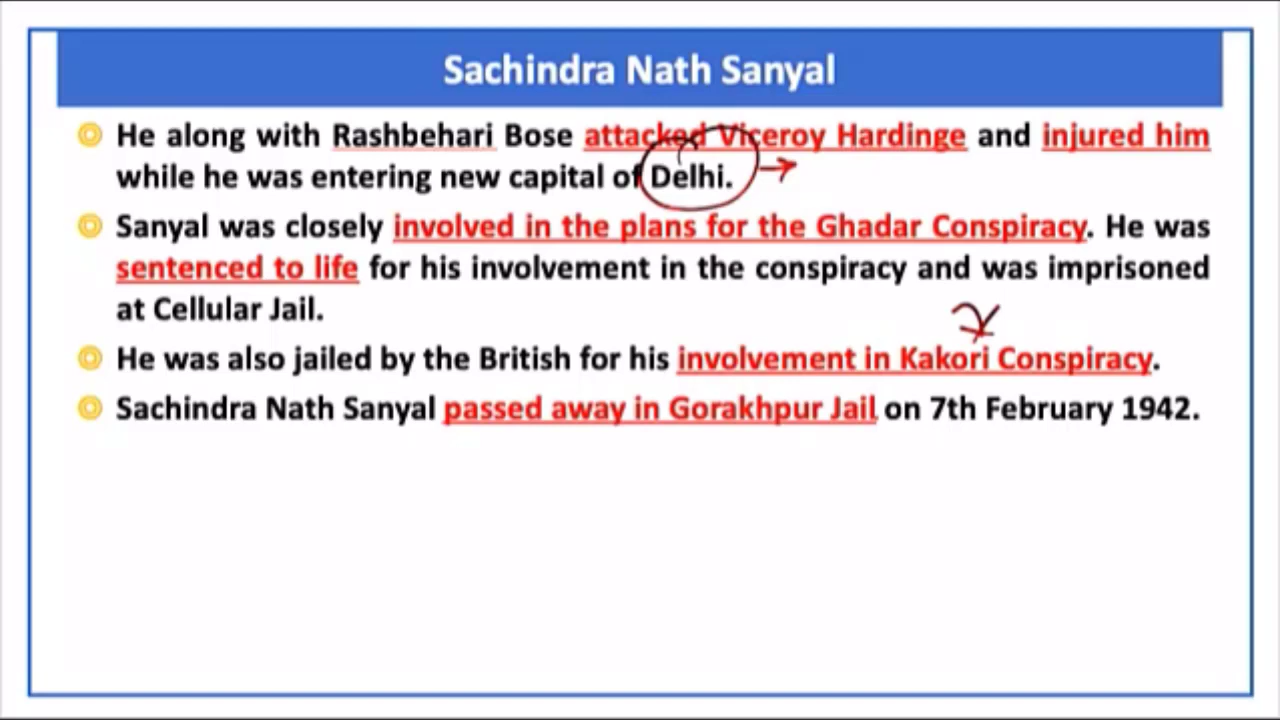 Sachindra Nath Sanyal
He along with Rashbehari Bose attacked Viceroy Hardinge and injured him
while he was entering new capital of Delhi.
Sanyal was closely involved in the plans for the Ghadar Conspiracy. He was
sentenced to life for his involvement in the conspiracy and was imprisoned
at Cellular Jail.
He was also jailed by the British for his involvement in Kakori Conspiracy.
Sachindra Nath Sanyal passed away in Gorakhpur Jail on 7th February 1942.